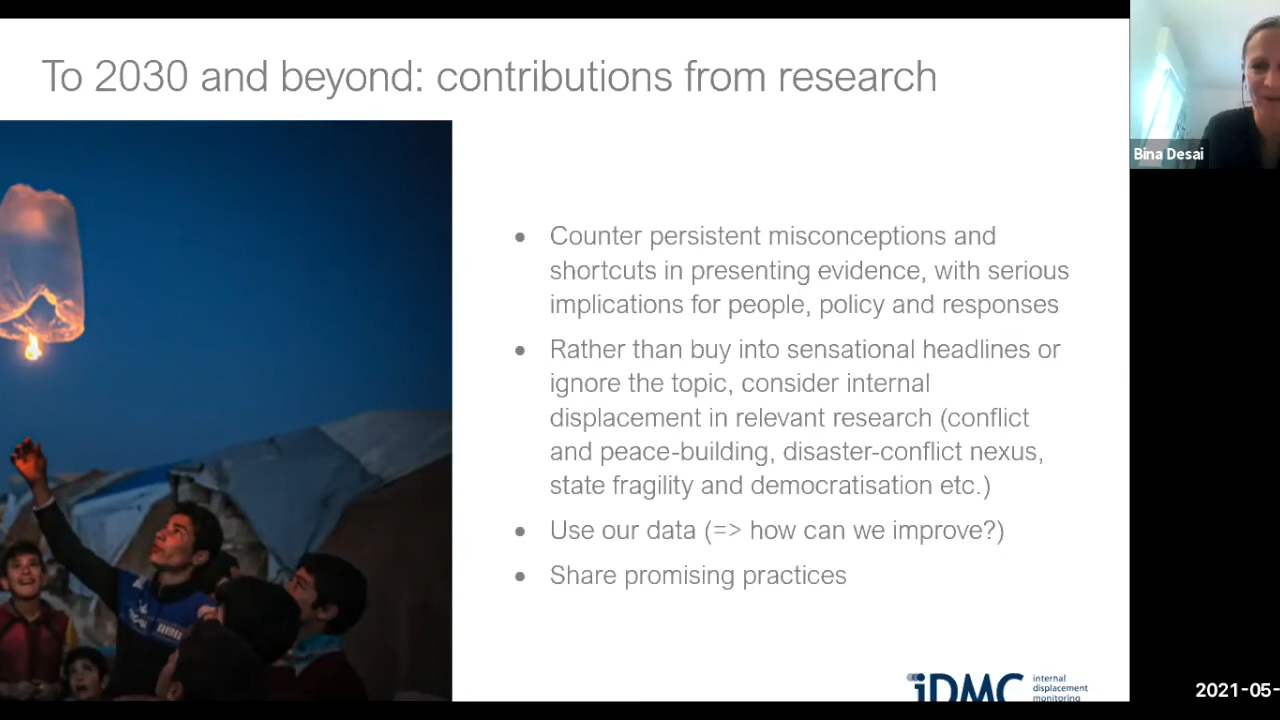 To 2030 and beyond: contributions from research
Bina Desai
● Counter persistent misconceptions and
shortcuts in presenting evidence, with serious
implications for people, policy and responses
● Rather than buy into sensational headlines or
ignore the topic, consider internal
displacement in relevant research (conflict
and peace-building, disaster-conflict nexus,
state fragility and democratisation etc.)
● Use our data (=> how can we improve?)
● Share promising practices
iDMC
internal
displacement
monitoring
2021-05-